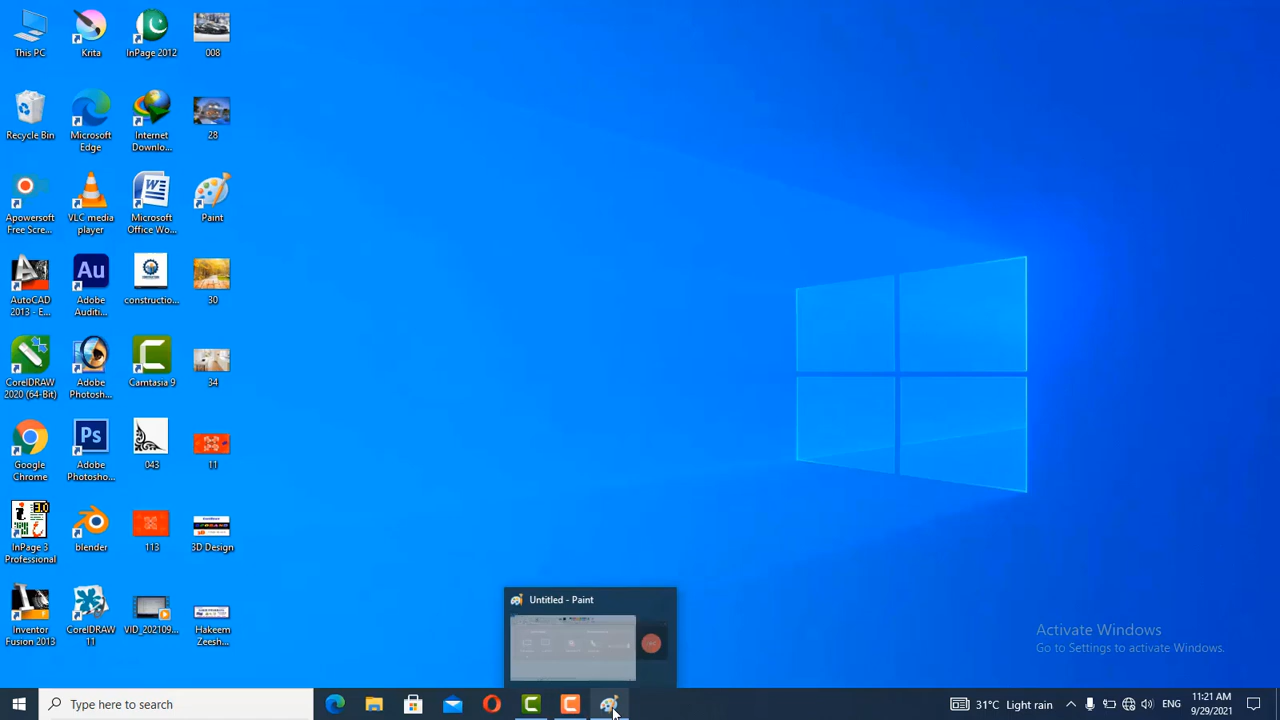 This PC
Krita
InPage 2012
008
Recycle Bin
Microsoft
Edge
Internet
Downlo...
28
Apowersoft
Free Scre...
VLC media
player
Microsoft
Office Wo...
Paint
AutoCAD
2013 - E...
Adobe
Auditi...
constructio...
30
CorelDRAW
2020 (64-Bit)
Adobe
Photosh...
Camtasia 9
34
Google
Chrome
Adobe
Photosho...
043
11
InPage 3
Professional
blender
113
3D Design
Inventor
Fusion 2013
CorelDRAW
11
VID_202109...
Hakeem
Zeesh...
Untitled - Paint
Activate Windows
Go to Settings to activate Windows.
Type here to search
31°C Light rain
ENG
11:21 AM
9/29/2021